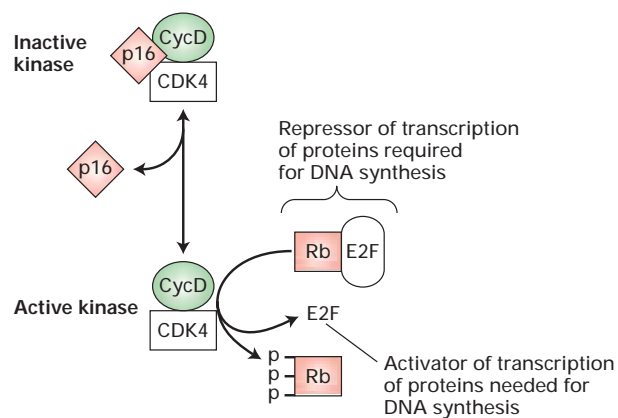 Inactive
kinase
p16
CycD
CDK4
p16
Repressor of transcription
of proteins required
for DNA synthesis
Rb
E2F
Active kinase
CycD
CDK4
E2F
p
p
p
Rb
Activator of transcription
of proteins needed for
DNA synthesis